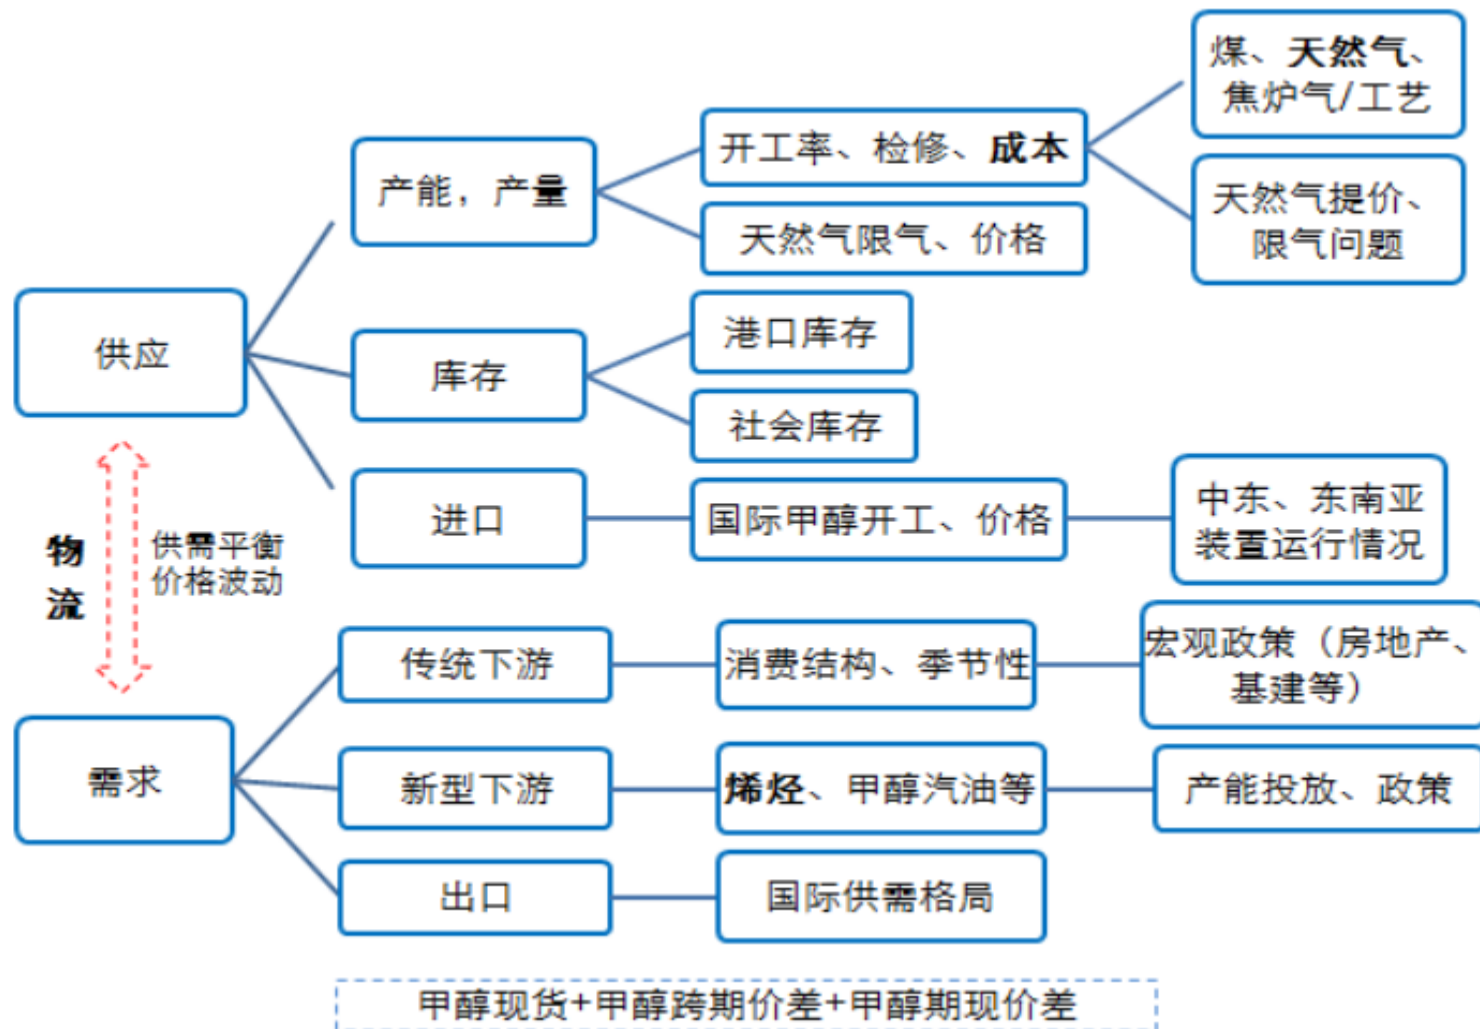 供应
产能，产量
开工率、检修、成本
煤、天然气、
焦炉气/工艺
天然气提价、
限气问题
天然气限气、价格
库存
港口库存
社会库存
进口
国际甲醇开工、价格
中东、东南亚
装置运行情况
物
流
供需平衡
价格波动
需求
传统下游
消费结构、季节性
宏观政策（房地产、
基建等）
新型下游
烯烃、甲醇汽油等
产能投放、政策
出口
国际供需格局
甲醇现货+甲醇跨期价差+甲醇期现价差